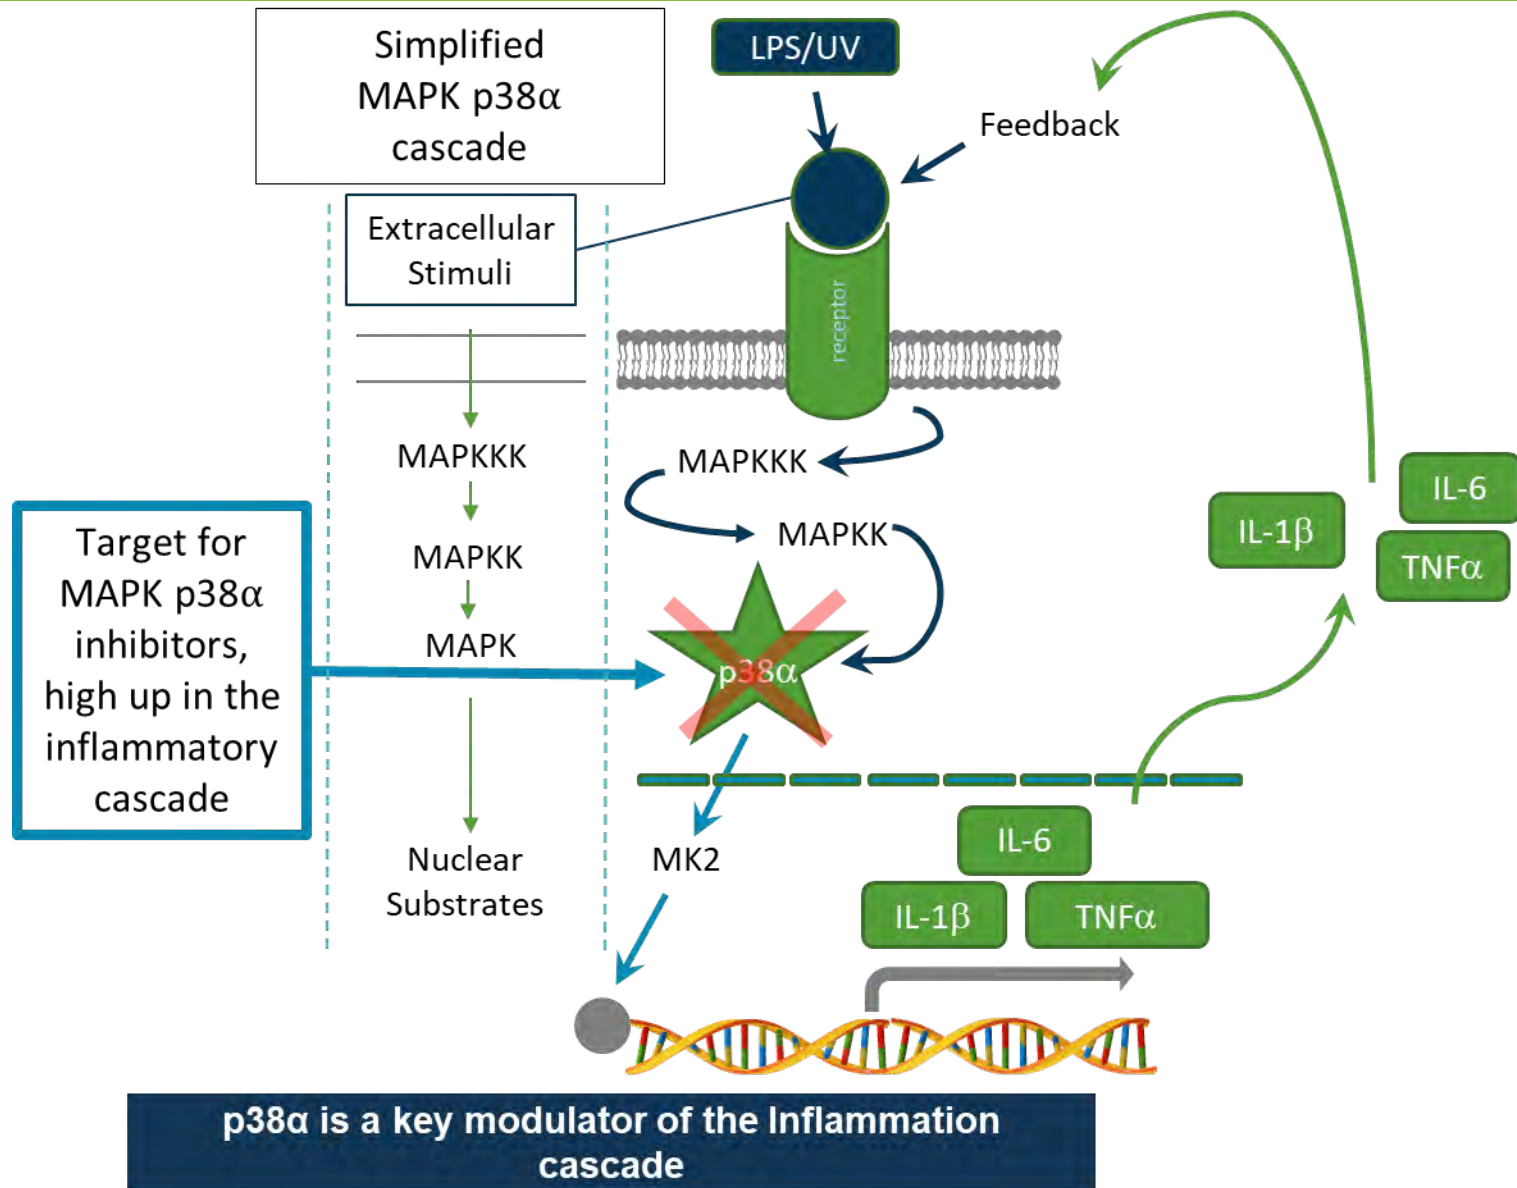 Simplified
MAPK p38α
cascade
LPS/UV
Feedback
Extracellular
Stimuli
receptor
MAPKKK
MAPKK
MAPK
Nuclear
Substrates
Target for
MAPK p38α
inhibitors,
high up in the
inflammatory
cascade
MAPKKK
MAPKK
p38α
MK2
IL-6
IL-1β
TNFα
IL-6
IL-1β
TNFα
p38α is a key modulator of the Inflammation
cascade